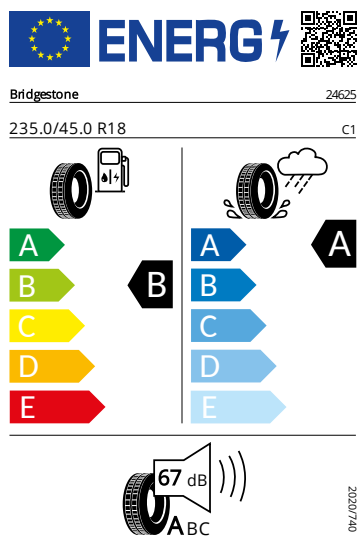 ENERG
Bridgestone 24625
235.0/45.0 R18 C1
A A
A
B B
B
C C
D D
E E
67 dB
ABC
2020/740